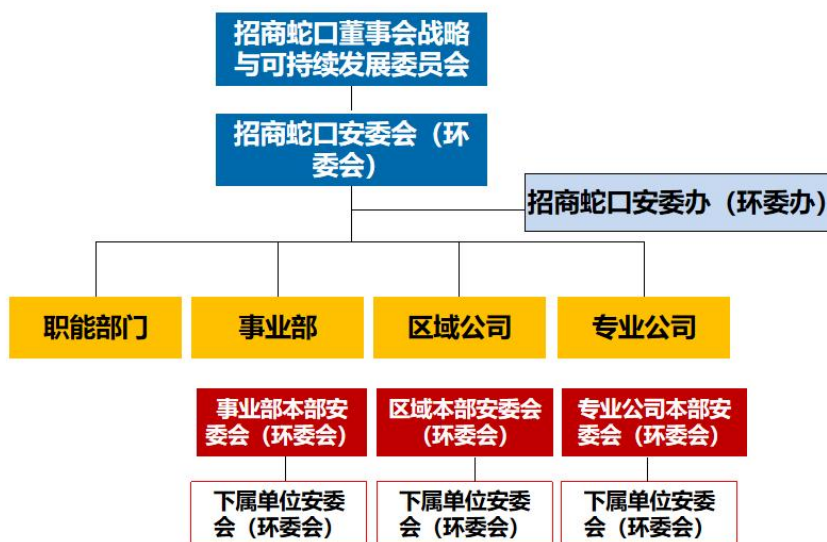 招商蛇口董事会战略
与可持续发展委员会
招商蛇口安委会（环
委会）
招商蛇口安委办（环委办）
职能部门
事业部
区域公司
专业公司
事业部本部安
委会（环委会）
区域本部安委会
（环委会）
专业公司本部安
委会（环委会）
下属单位安委
会（环委会）
下属单位安委
会（环委会）
下属单位安委
会（环委会）